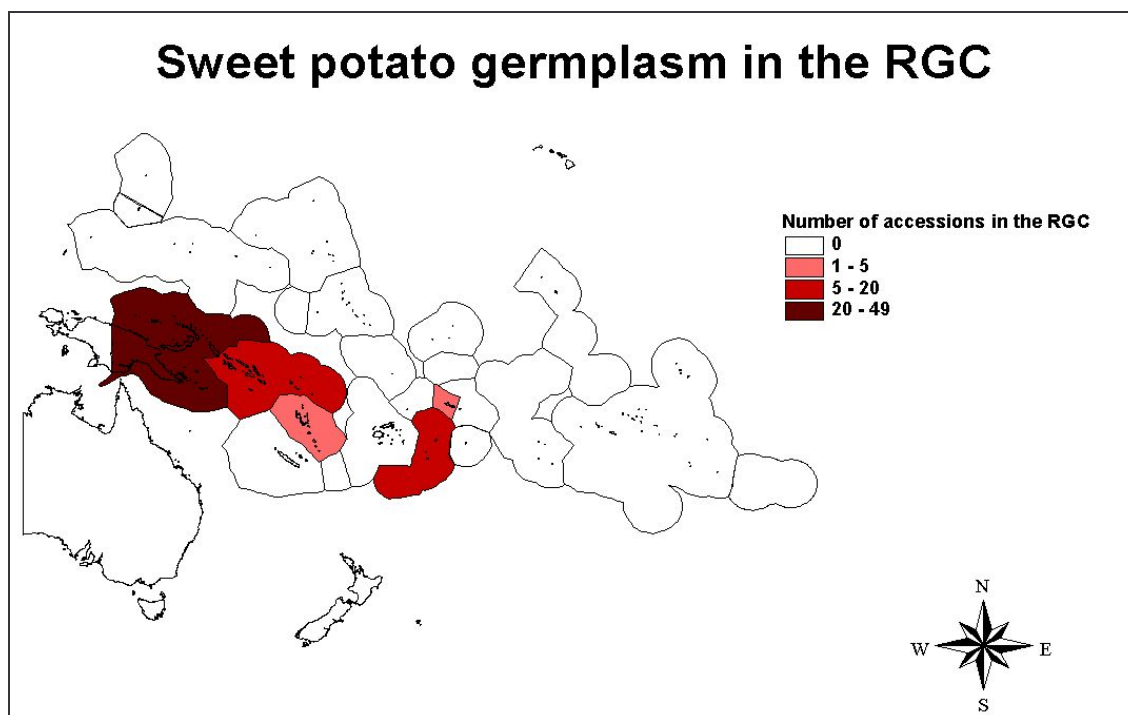 Sweet potato germplasm in the RGC
Number of accessions in the RGC
0
1 - 5
5 - 20
20 - 49
N
W E
S